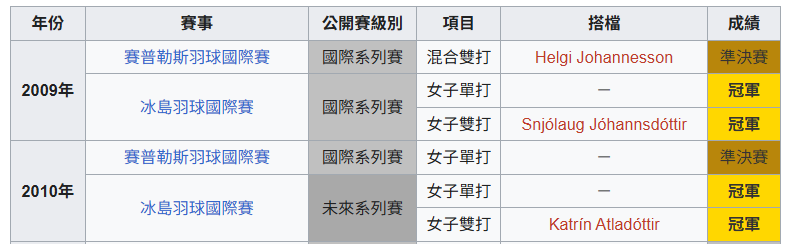 年份 賽事 公開賽級別 項目 搭檔 成績
2009年 賽普勒斯羽球國際賽 國際系列賽 混合雙打 Helgi Johannesson 準決賽
冰島羽球國際賽 國際系列賽 女子單打 — 冠軍
女子雙打 Snjólaug Jóhannsdóttir 冠軍
2010年 賽普勒斯羽球國際賽 國際系列賽 女子單打 — 準決賽
冰島羽球國際賽 未來系列賽 女子單打 — 冠軍
女子雙打 Katrín Atladóttir 冠軍